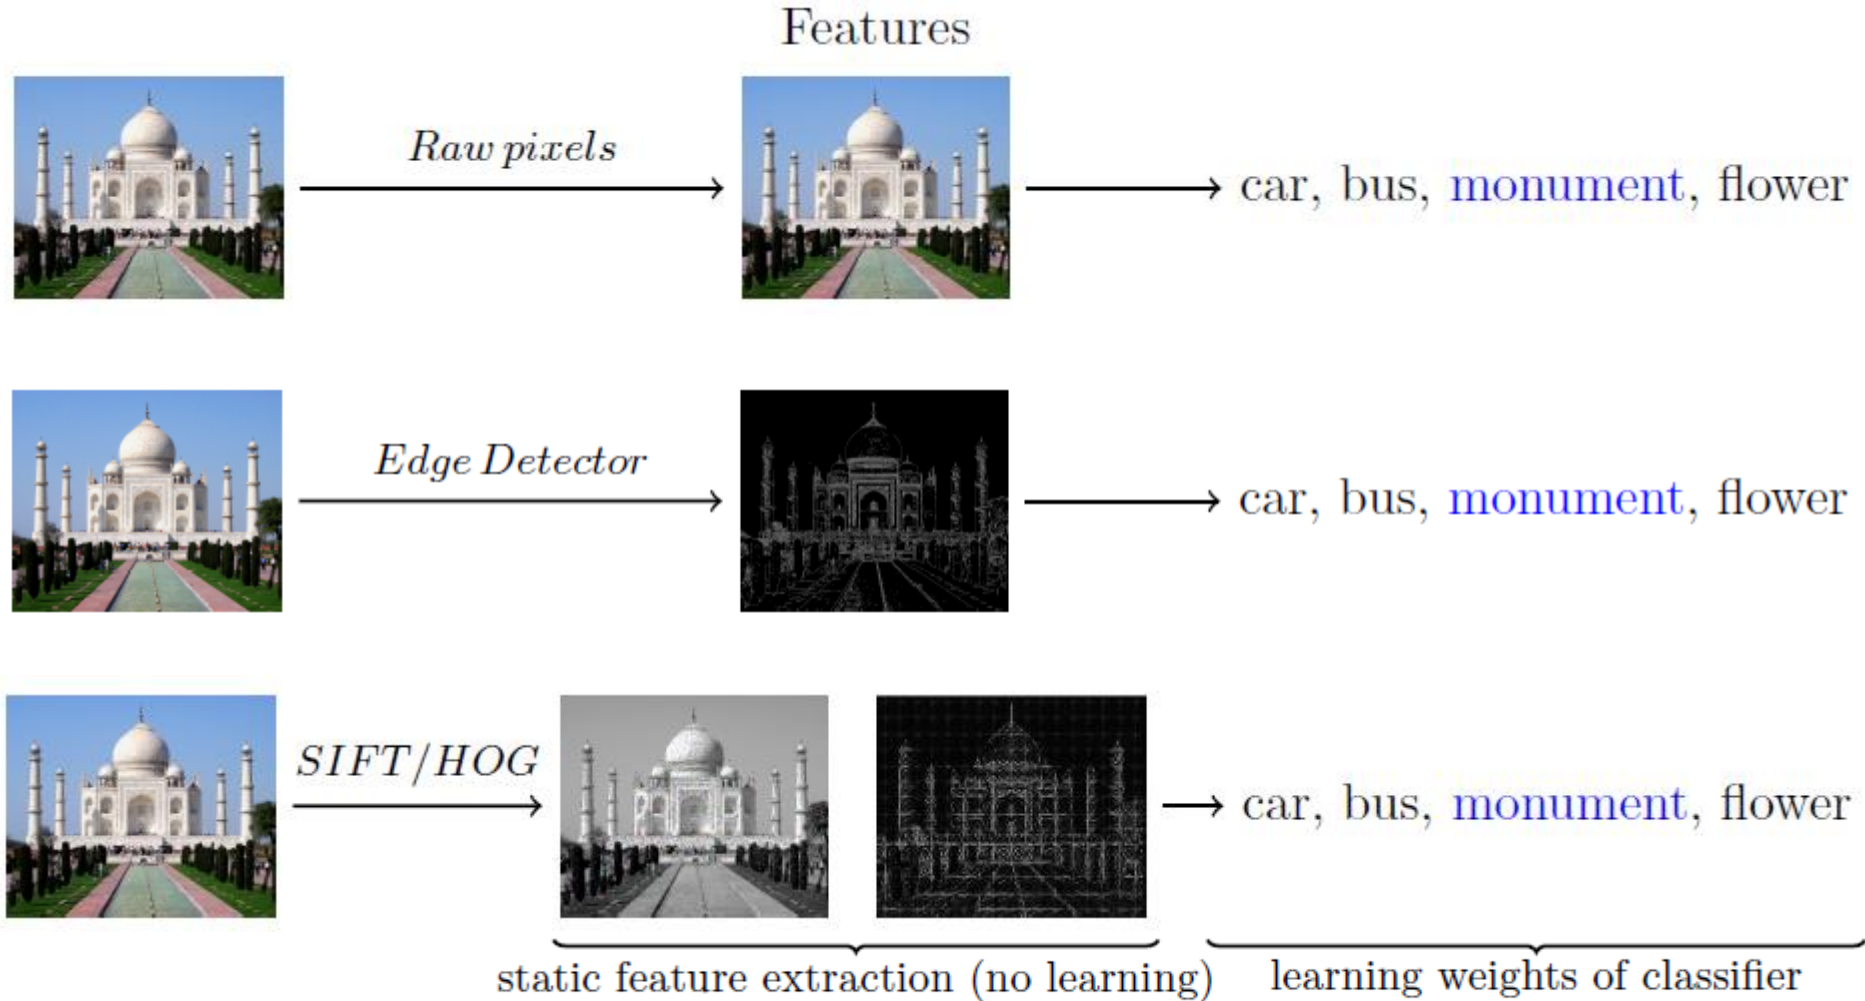 Features
Raw pixels
car, bus, monument, flower
Edge Detector
car, bus, monument, flower
SIFT/HOG
car, bus, monument, flower
static feature extraction (no learning)
learning weights of classifier